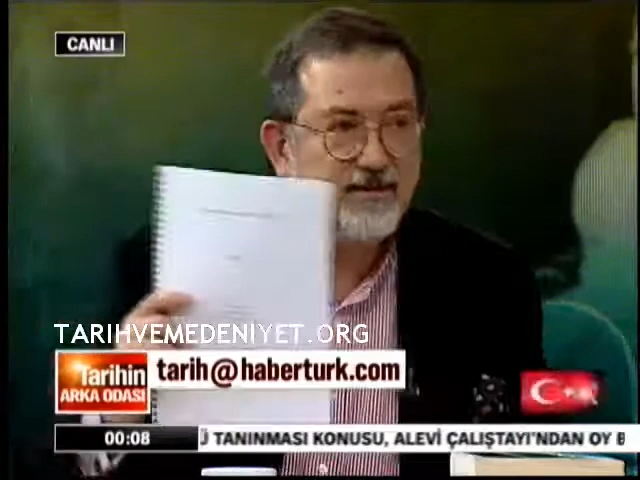 CANLI
TARIHVEMEDENIYET.ORG
Tarihin
ARKA ODASI
tarih@haberturk.com
00:08
Ü TANINMASI KONUSU, ALEVİ ÇALIŞTAYI'NDAN OY B